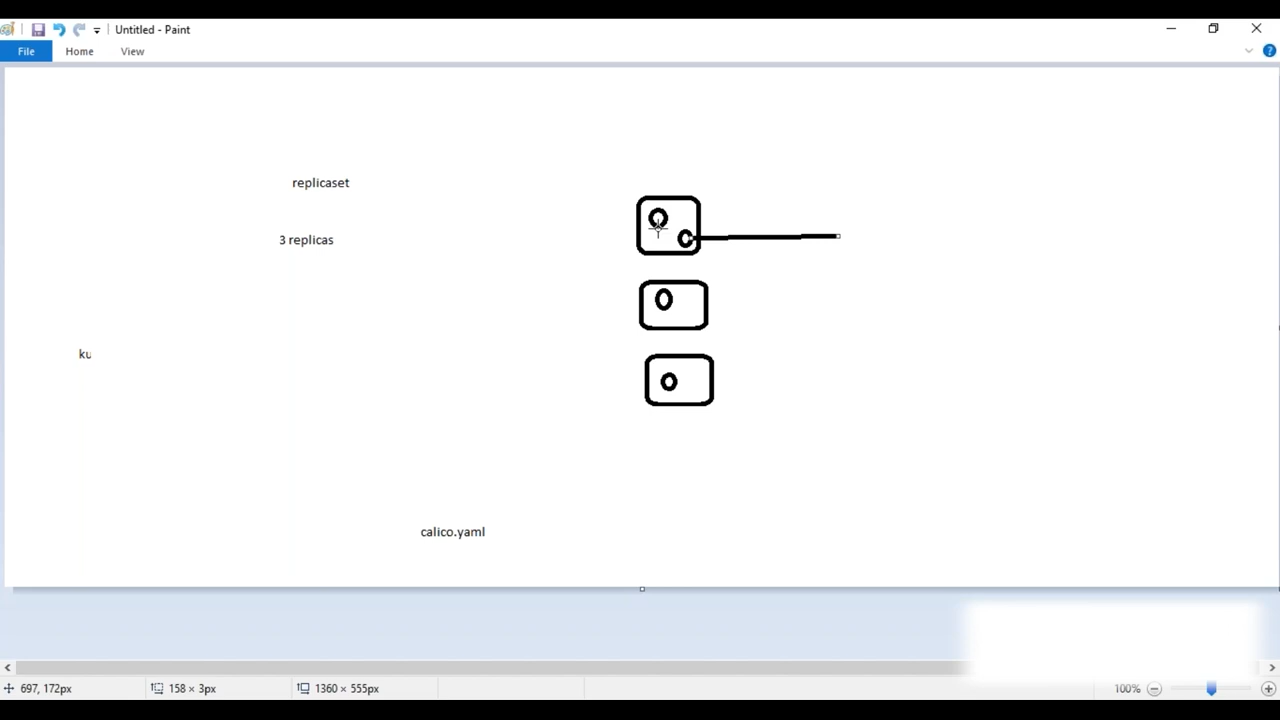 Untitled - Paint
File Home View
replicaset
3 replicas
ku
calico.yaml
697, 172px 158 × 3px 1360 × 555px 100%